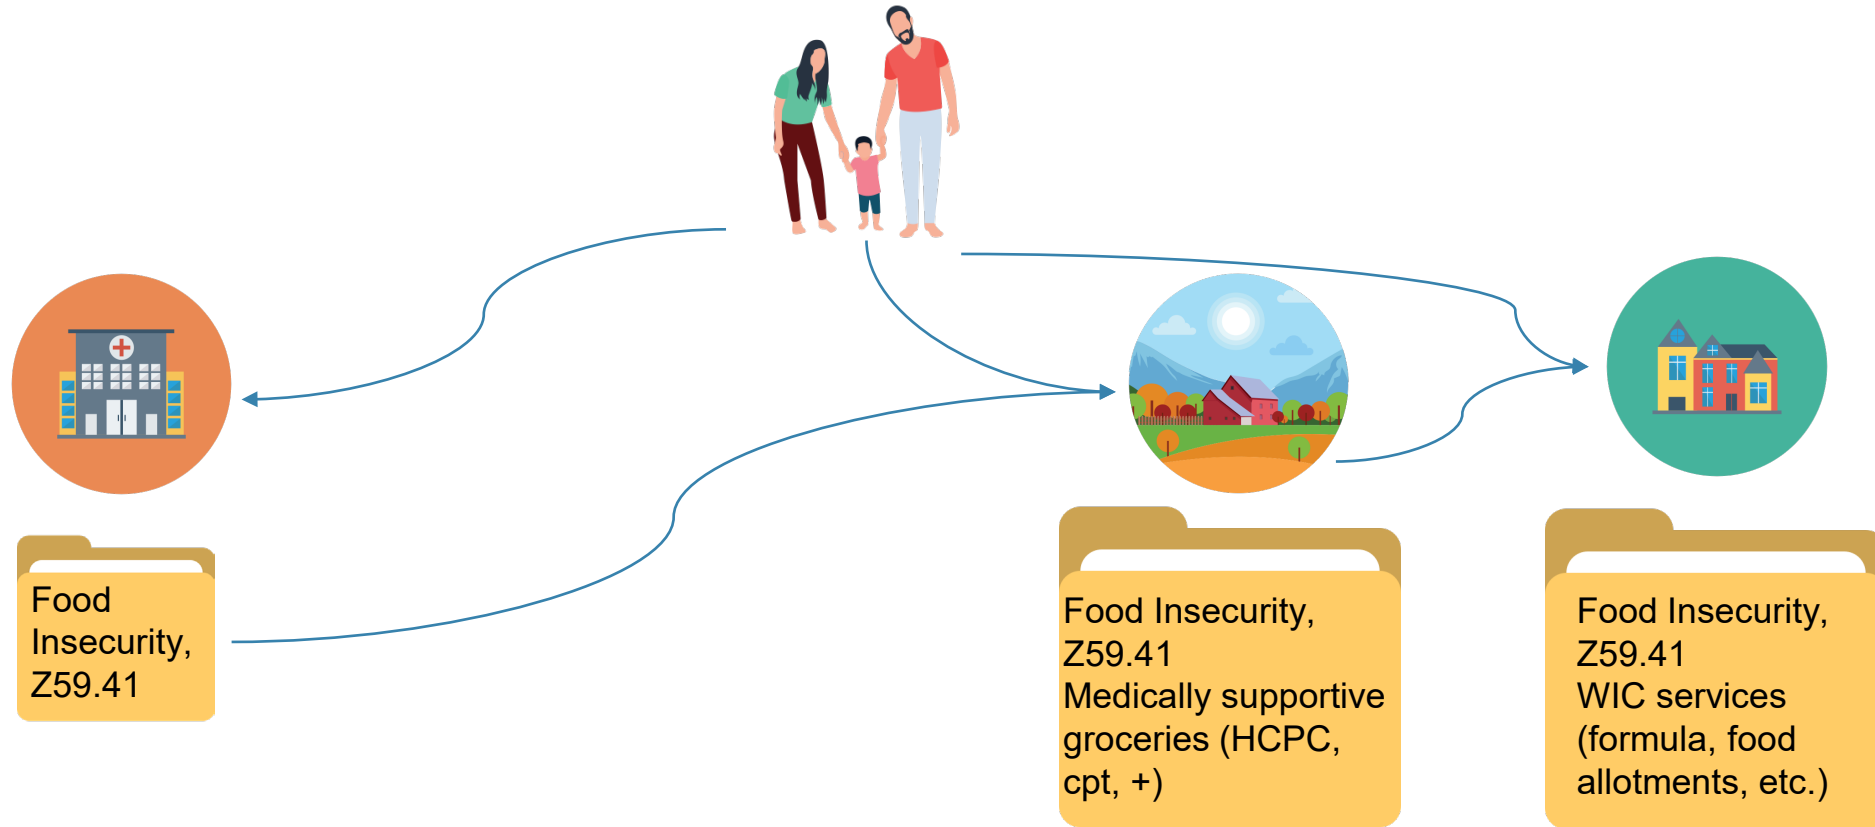 Food
Insecurity,
Z59.41
Food Insecurity,
Z59.41
Medically supportive
groceries (HCPC,
cpt, +)
Food Insecurity,
Z59.41
WIC services
(formula, food
allotments, etc.)